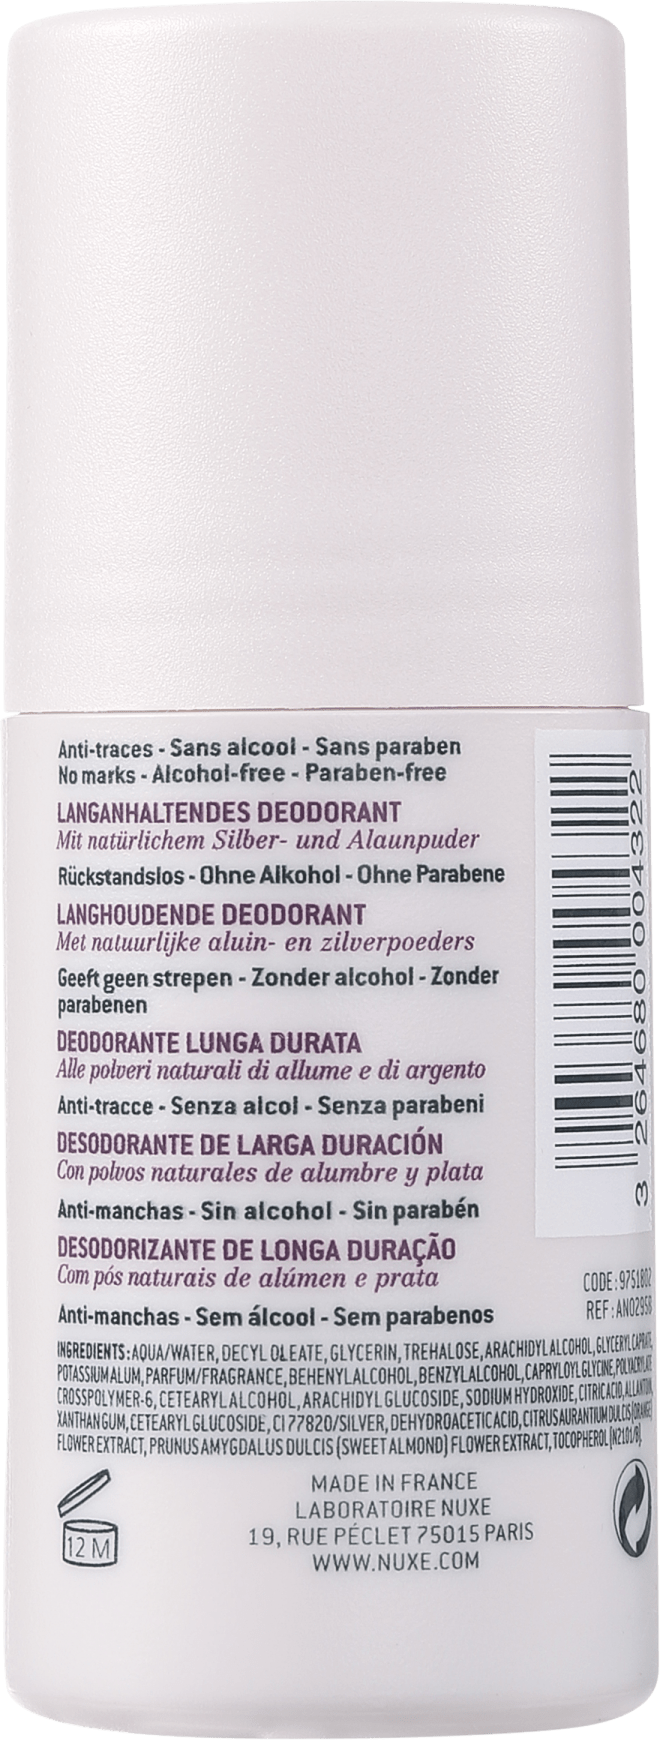 Anti-traces - Sans alcool - Sans paraben
No marks - Alcohol-free - Paraben-free
LANGANHALTENDES DEODORANT
Mit natürlichem Silber- und Alaunpuder
Rückstandslos - Ohne Alkohol - Ohne Parabene
LANGHOUDENDE DEODORANT
Met natuurlijke aluin- en zilverpoeders
Geeft geen strepen - Zonder alcohol - Zonder
parabenen
DEODORANTE LUNGA DURATA
Alle polveri naturali di allume e di argento
Anti-tracce - Senza alcol - Senza parabeni
DESODORANTE DE LARGA DURACIÓN
Con polvos naturales de alumbre y plata
Anti-manchas - Sin alcohol - Sin parabén
DESODORIZANTE DE LONGA DURAÇÃO
Com pós naturais de alúmen e prata
Anti-manchas - Sem álcool - Sem parabenos
INGREDIENTS: AQUA/WATER, DECYL OLEATE, GLYCERIN, TREHALOSE, ARACHIDYL ALCOHOL, GLYCERYL CAPRATE,
POTASSIUM ALUM, PARFUM/FRAGRANCE, BEHENYL ALCOHOL, BENZYL ALCOHOL, CAPRYLOYL GLYCINE, POLYACRYLATE
CROSSPOLYMER-6, CETEARYL ALCOHOL, ARACHIDYL GLUCOSIDE, SODIUM HYDROXIDE, CITRIC ACID, ALLANTOIN,
XANTHAN GUM, CETEARYL GLUCOSIDE, CI 77820/SILVER, DEHYDROACETIC ACID, CITRUS AURANTIUM DULCIS (ORANGE)
FLOWER EXTRACT, PRUNUS AMYGDALUS DULCIS (SWEET ALMOND) FLOWER EXTRACT, TOCOPHEROL (N2101/B).
12 M
MADE IN FRANCE
LABORATOIRE NUXE
19, RUE PÉCLET 75015 PARIS
WWW.NUXE.COM
3 264680 004322
CODE: 9751802
REF: AN02958